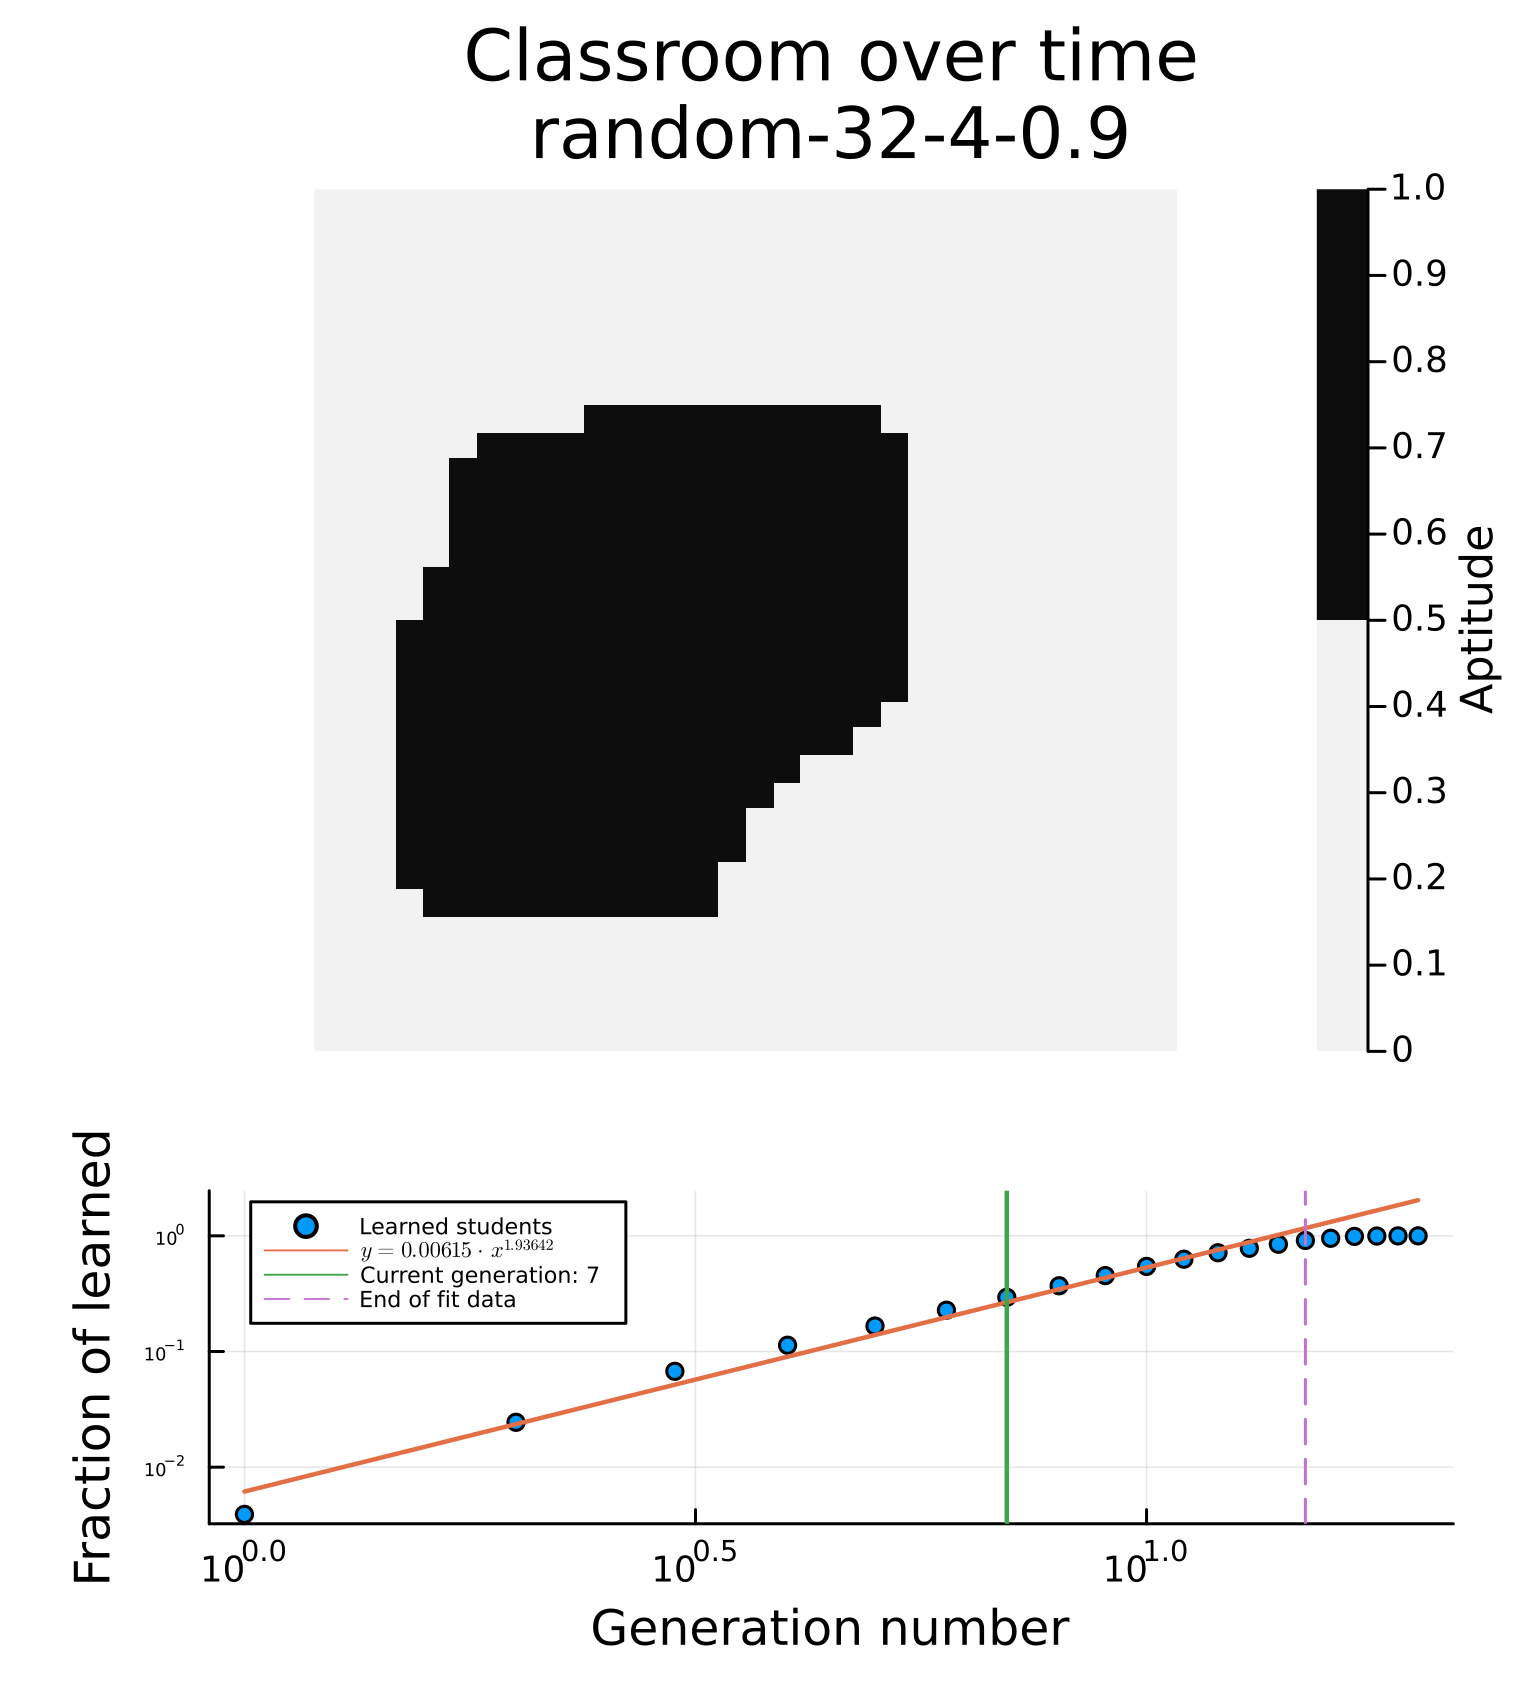 Classroom over time
random-32-4-0.9
1.0
0.9
0.8
0.7
0.6
0.5
0.4
0.3
0.2
0.1
0
Aptitude
Fraction of learned
10⁰
10⁻¹
10⁻²
Learned students
y = 0.00615 · x^1.93642
Current generation: 7
End of fit data
10^0.0
10^0.5
10^1.0
Generation number